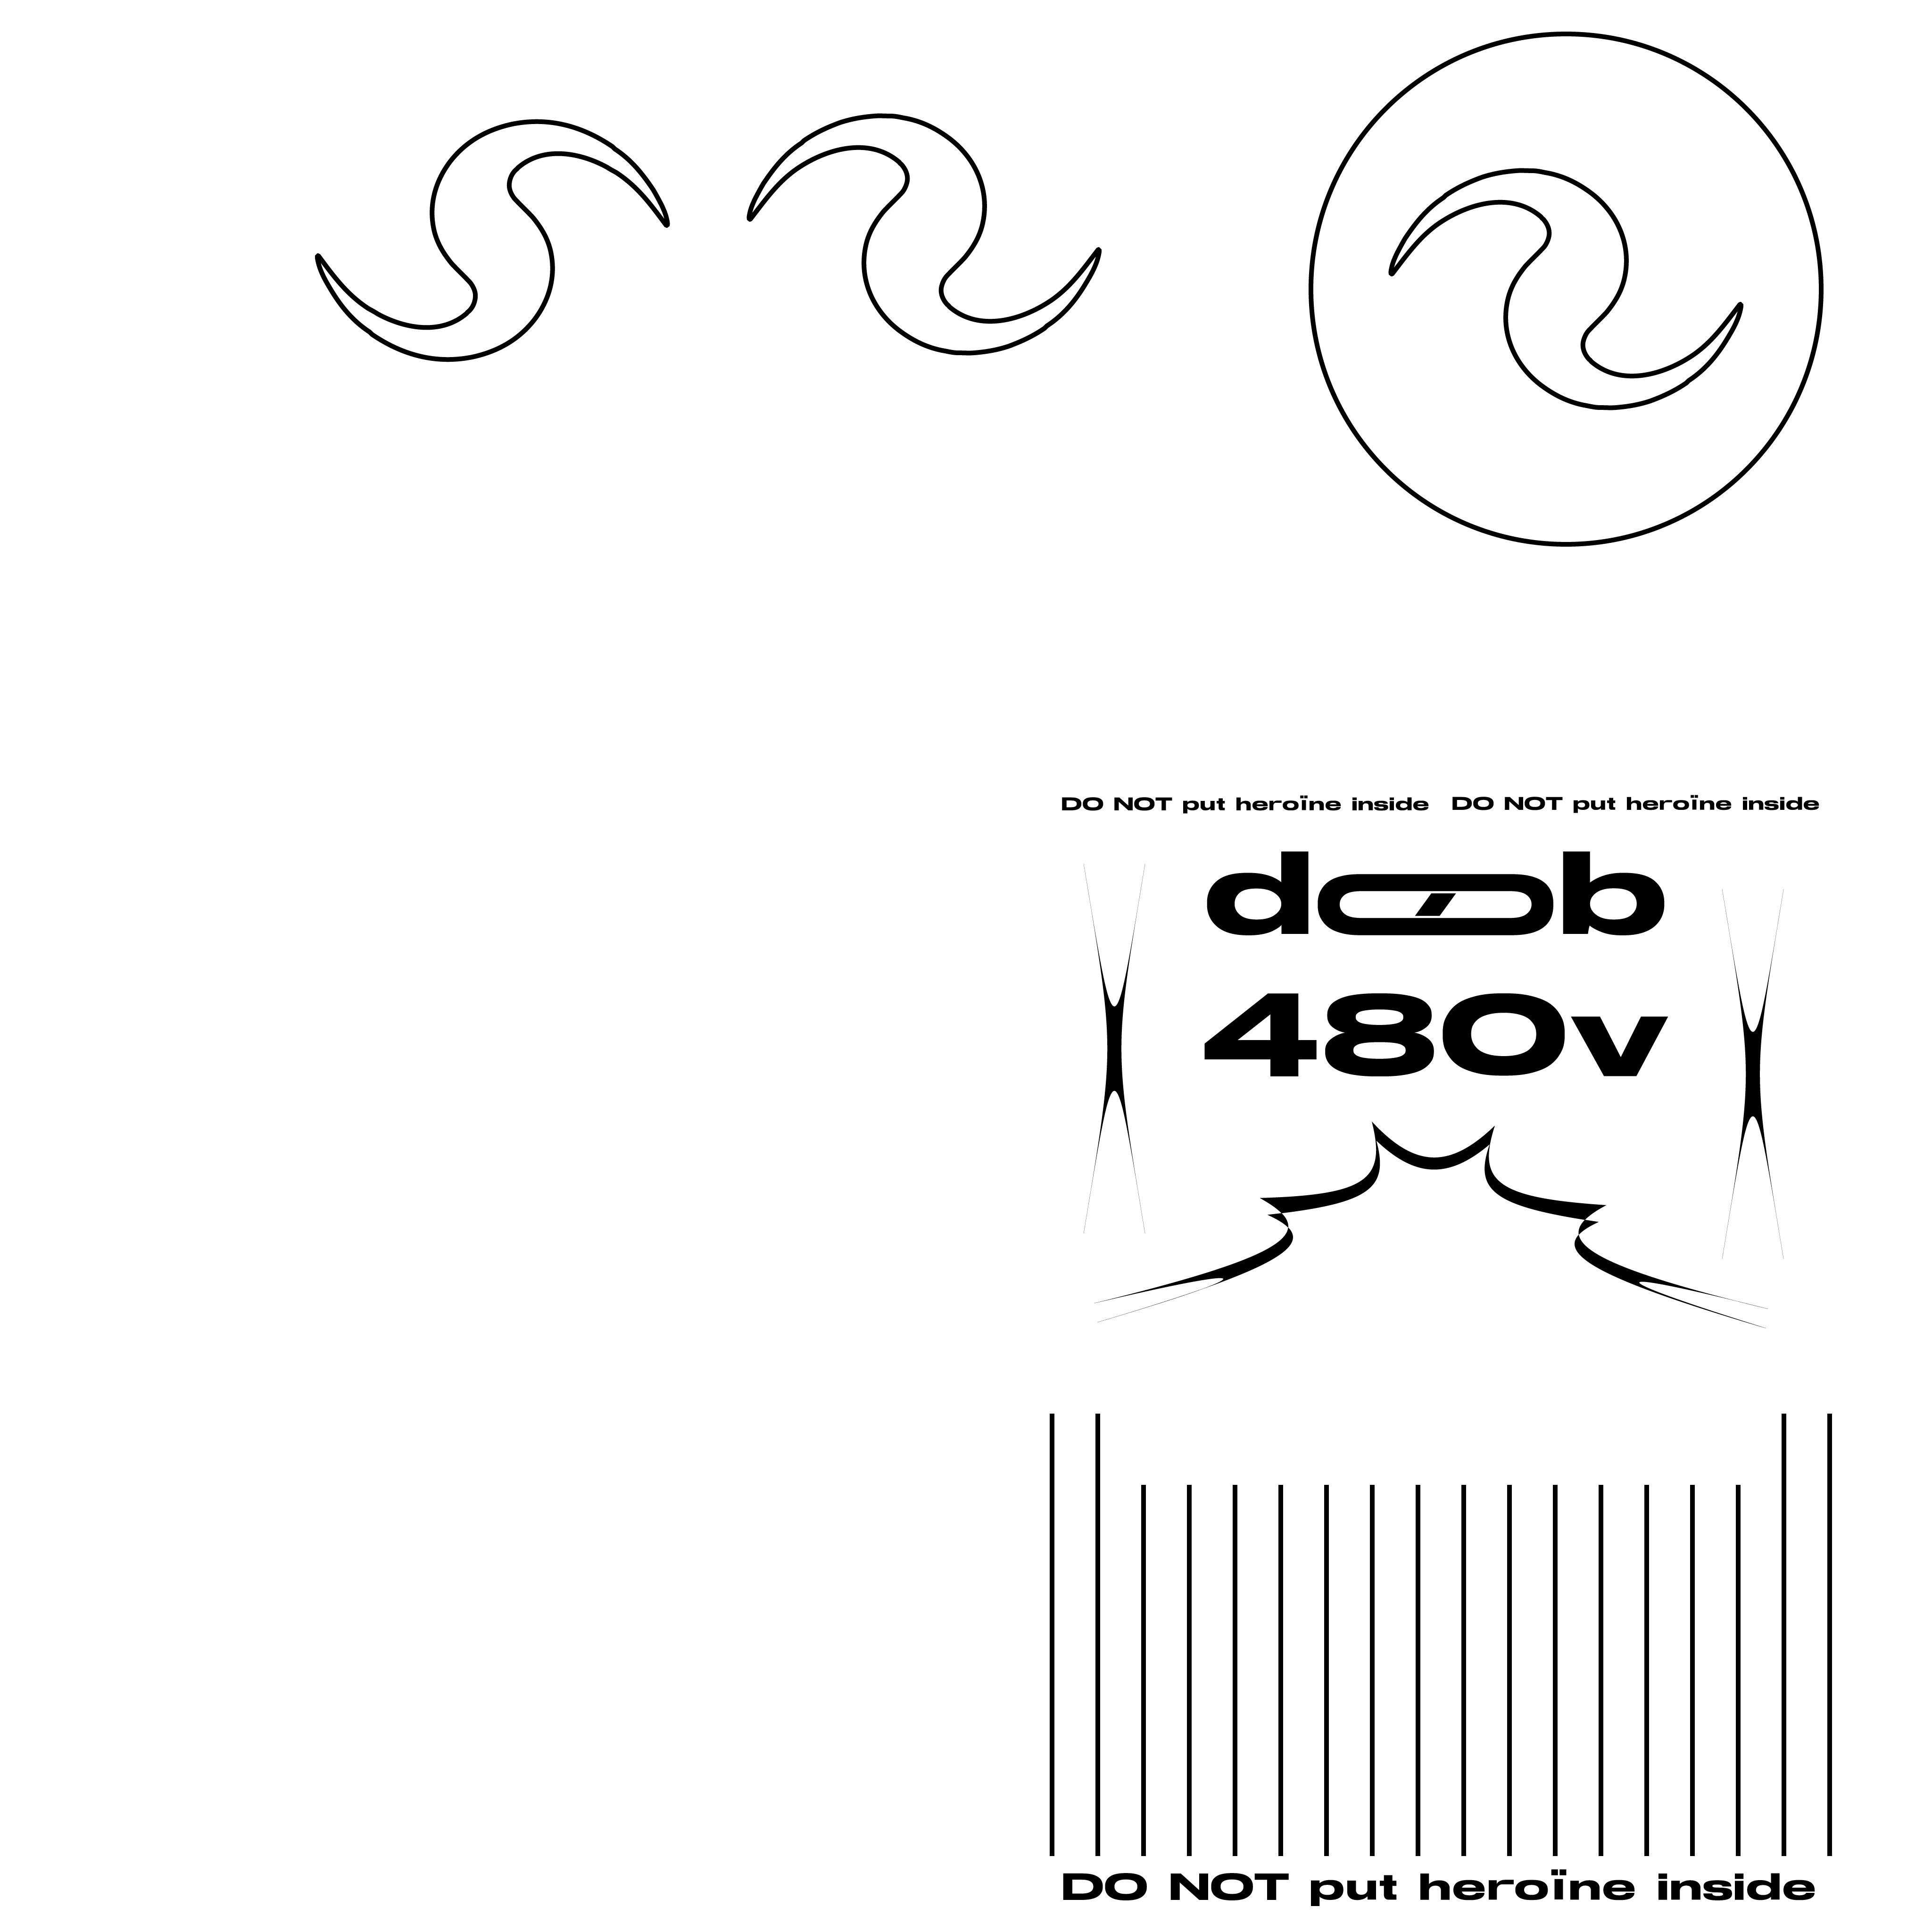 DO NOT put heroïne inside DO NOT put heroïne inside
doob
480v
DO NOT put heroïne inside